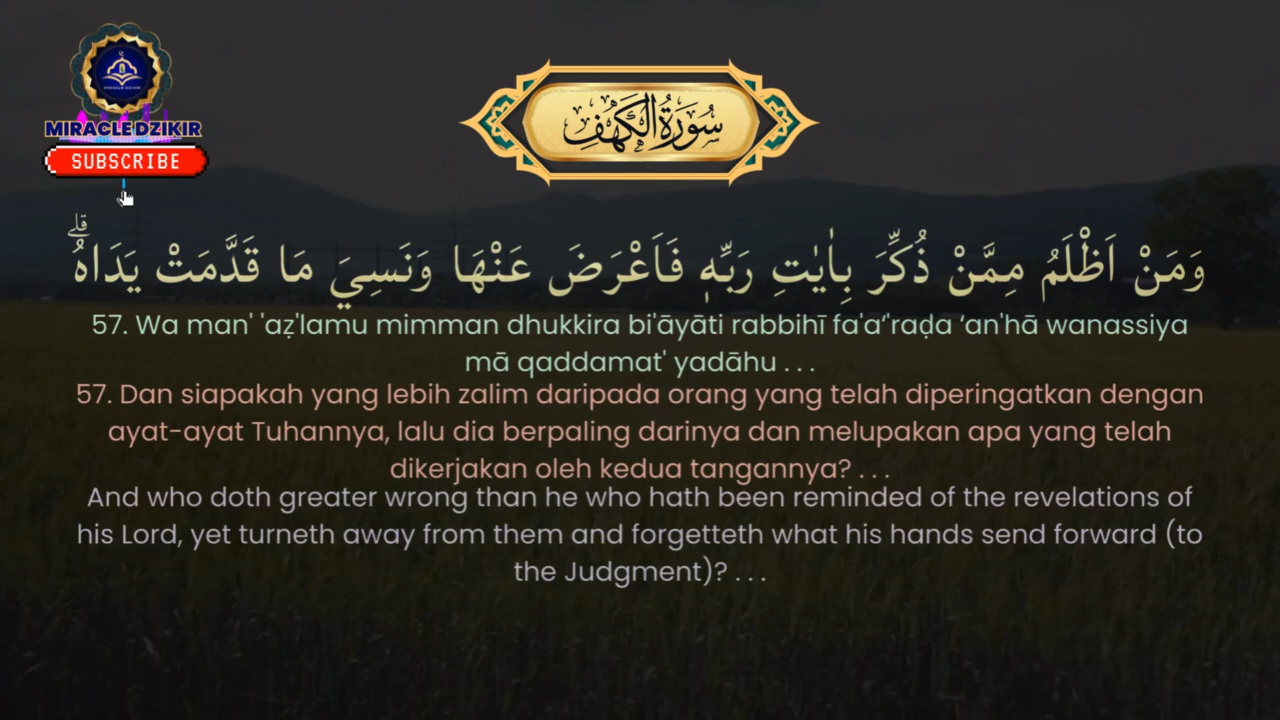 MIRACLE DZIKIR
MIRACLEDZIKIR
SUBSCRIBE
سُوْرَةُ الْكَهْفِ
وَمَنْ اَظْلَمُ مِمَّنْ ذُكِّرَ بِاٰيٰتِ رَبِّهٖ فَاَعْرَضَ عَنْهَا وَنَسِيَ مَا قَدَّمَتْ يَدَاهُۗ
57. Wa man' 'aẓ'lamu mimman dhukkira bi'āyāti rabbihī fa'a‘'raḍa ‘an'hā wanassiya
mā qaddamat' yadāhu . . .
57. Dan siapakah yang lebih zalim daripada orang yang telah diperingatkan dengan
ayat-ayat Tuhannya, lalu dia berpaling darinya dan melupakan apa yang telah
dikerjakan oleh kedua tangannya? . . .
And who doth greater wrong than he who hath been reminded of the revelations of
his Lord, yet turneth away from them and forgetteth what his hands send forward (to
the Judgment)? . . .